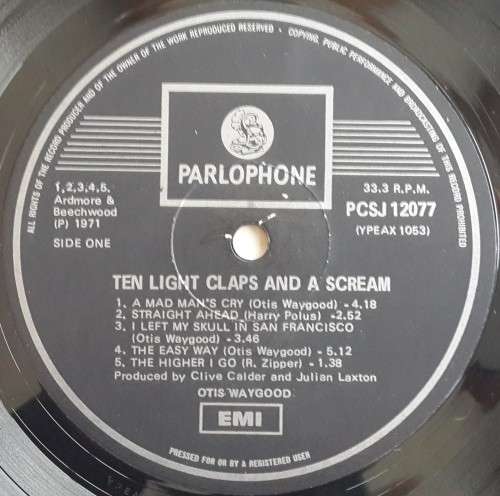 ALL RIGHTS OF THE RECORD PRODUCER AND OF THE OWNER OF THE WORK REPRODUCED RESERVED • COPYING, PUBLIC PERFORMANCE AND BROADCASTING OF THIS RECORD PROHIBITED
PARLOPHONE
1,2,3,4,5.
Ardmore &
Beechwood
(P) 1971
SIDE ONE
33.3 R.P.M.
PCSJ 12077
(YPEAX 1053)
TEN LIGHT CLAPS AND A SCREAM
1. A MAD MAN'S CRY (Otis Waygood) - 4.18
2. STRAIGHT AHEAD (Harry Polus) -2.52
3. I LEFT MY SKULL IN SAN FRANCISCO
(Otis Waygood) - 3.46
4. THE EASY WAY (Otis Waygood) - 5.12
5. THE HIGHER I GO (R. Zipper) - 1.38
Produced by Clive Calder and Julian Laxton
OTIS WAYGOOD
EMI
PRESSED FOR OR BY A REGISTERED USER